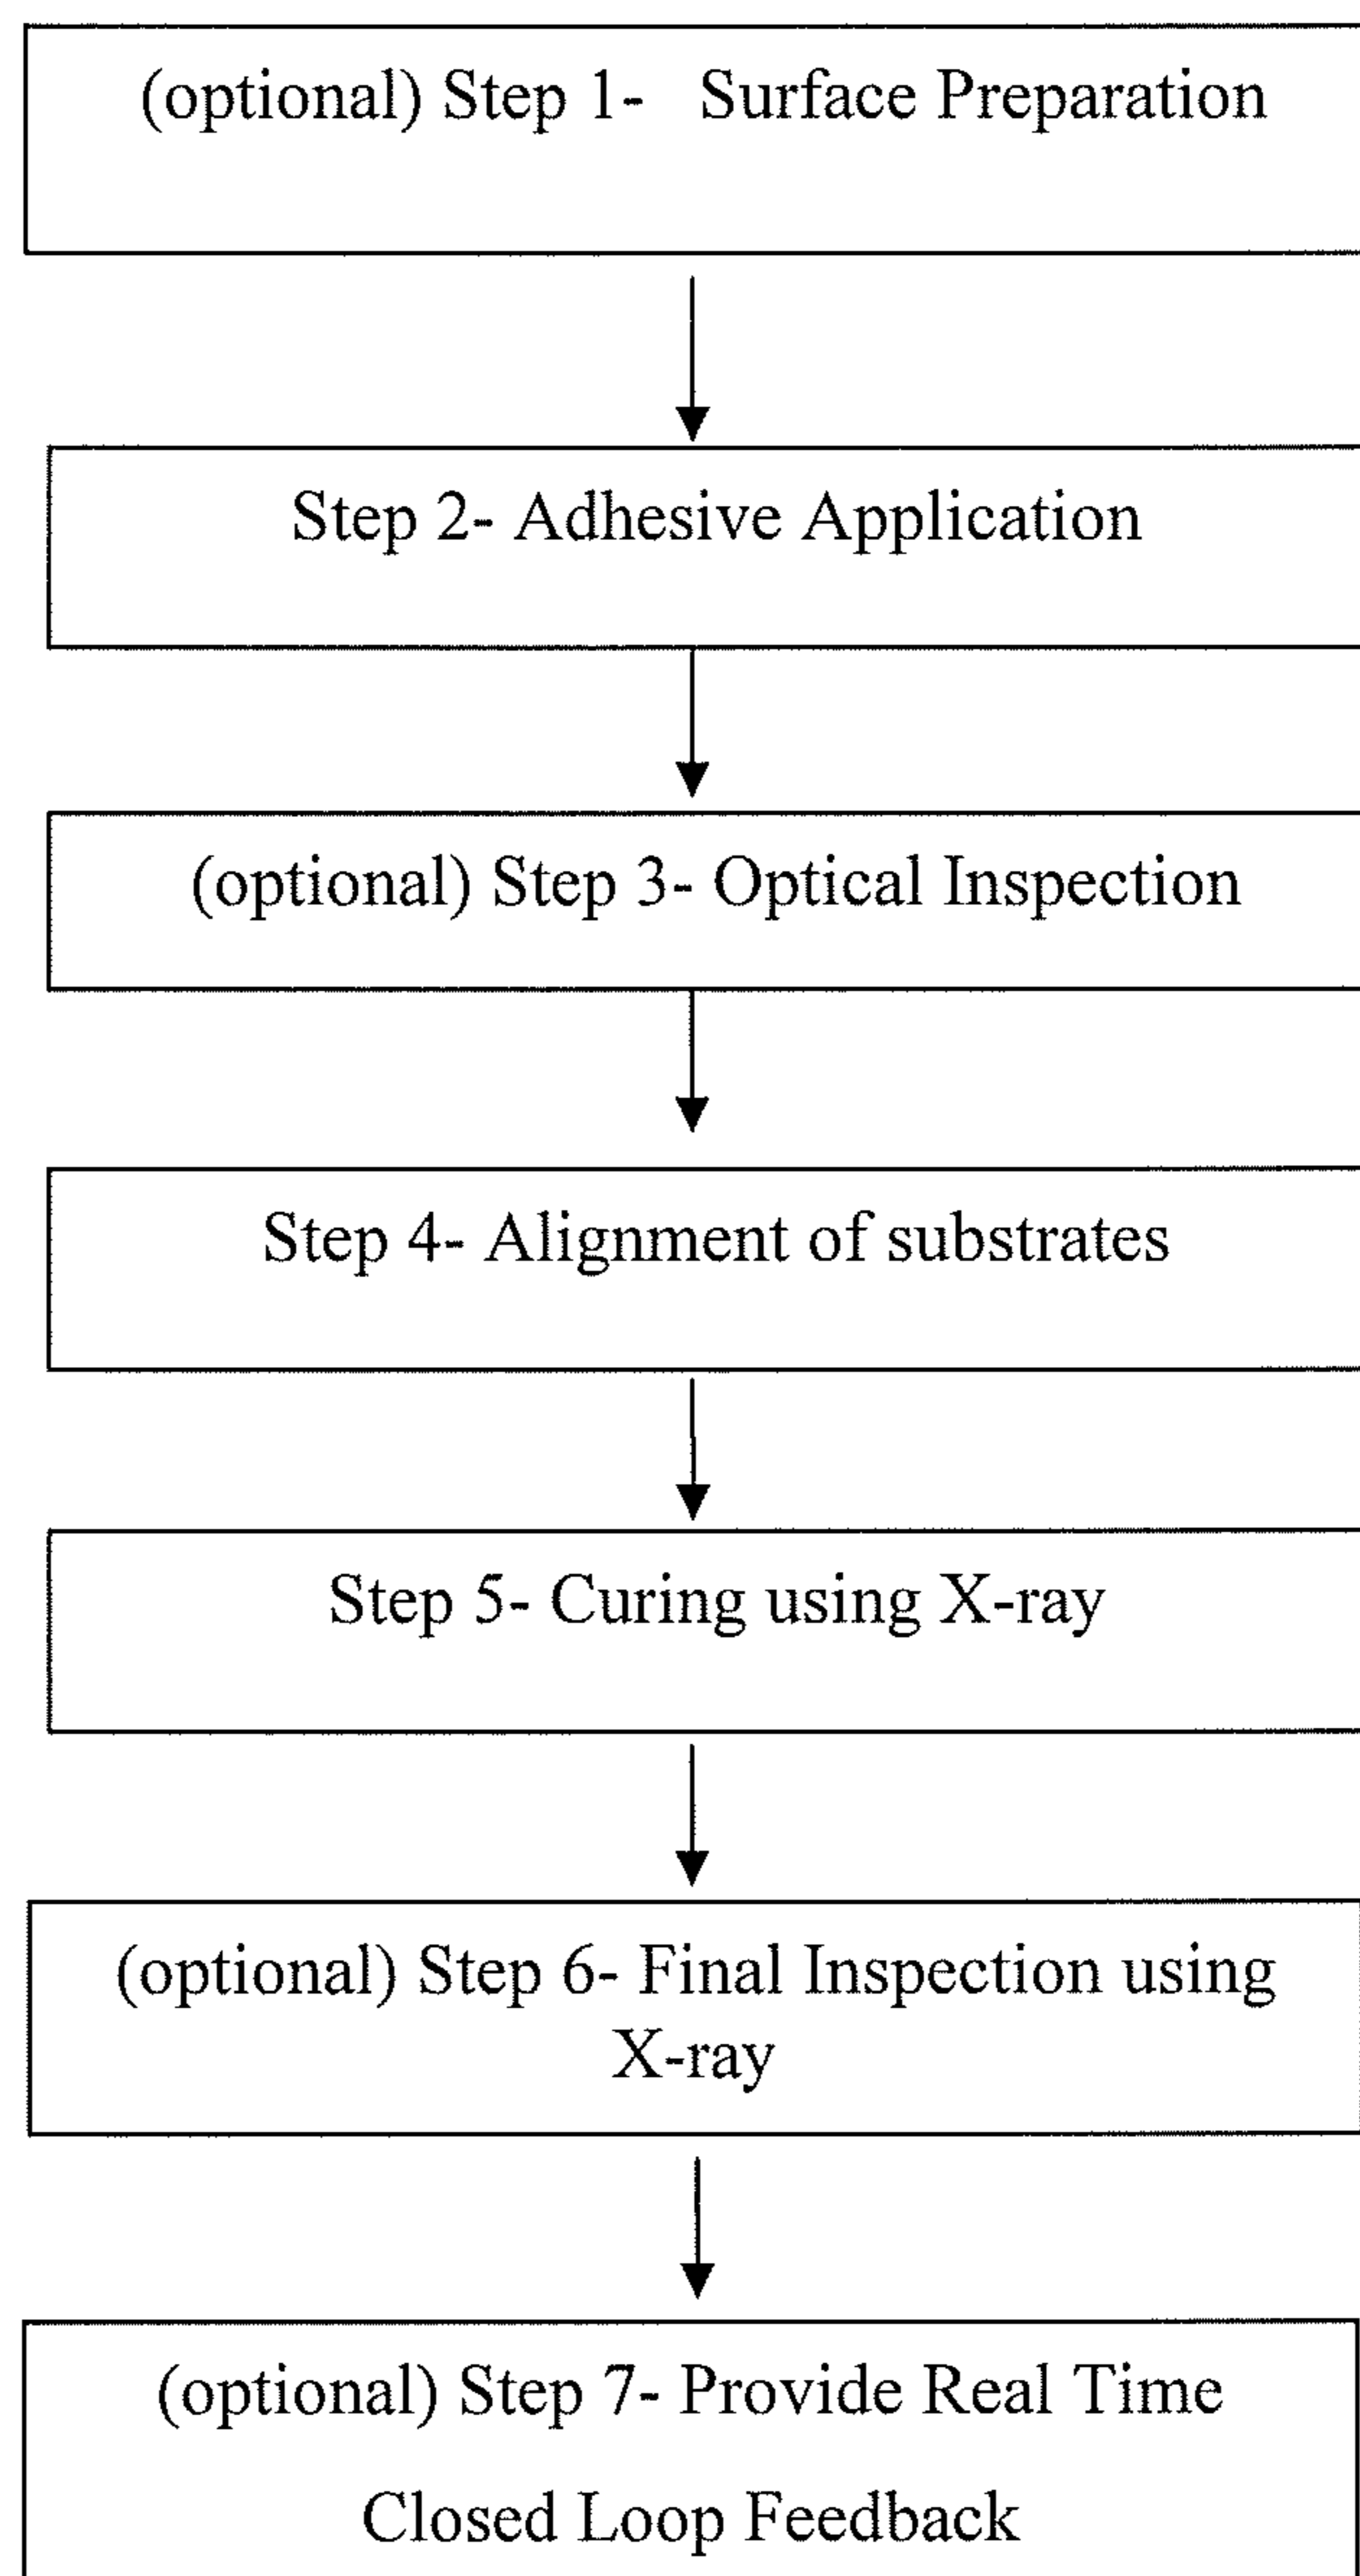 (optional) Step 1- Surface Preparation
Step 2- Adhesive Application
(optional) Step 3- Optical Inspection
Step 4- Alignment of substrates
Step 5- Curing using X-ray
(optional) Step 6- Final Inspection using
X-ray
(optional) Step 7- Provide Real Time
Closed Loop Feedback